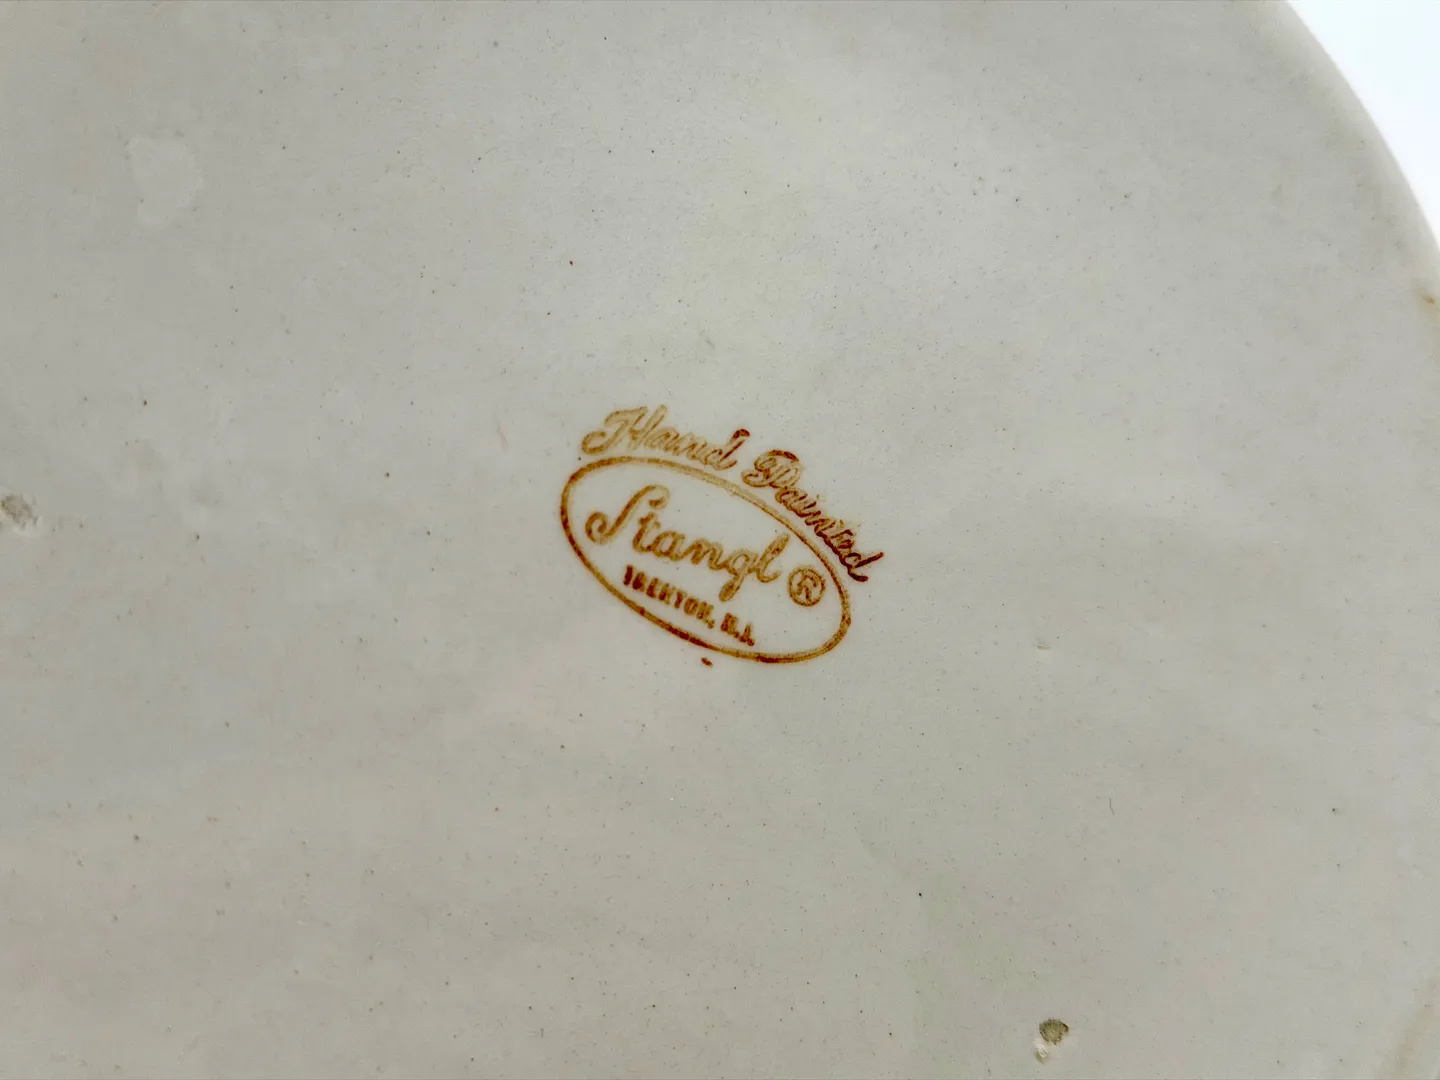 Hand Painted
Stangl ®
TRENTON, N.J.